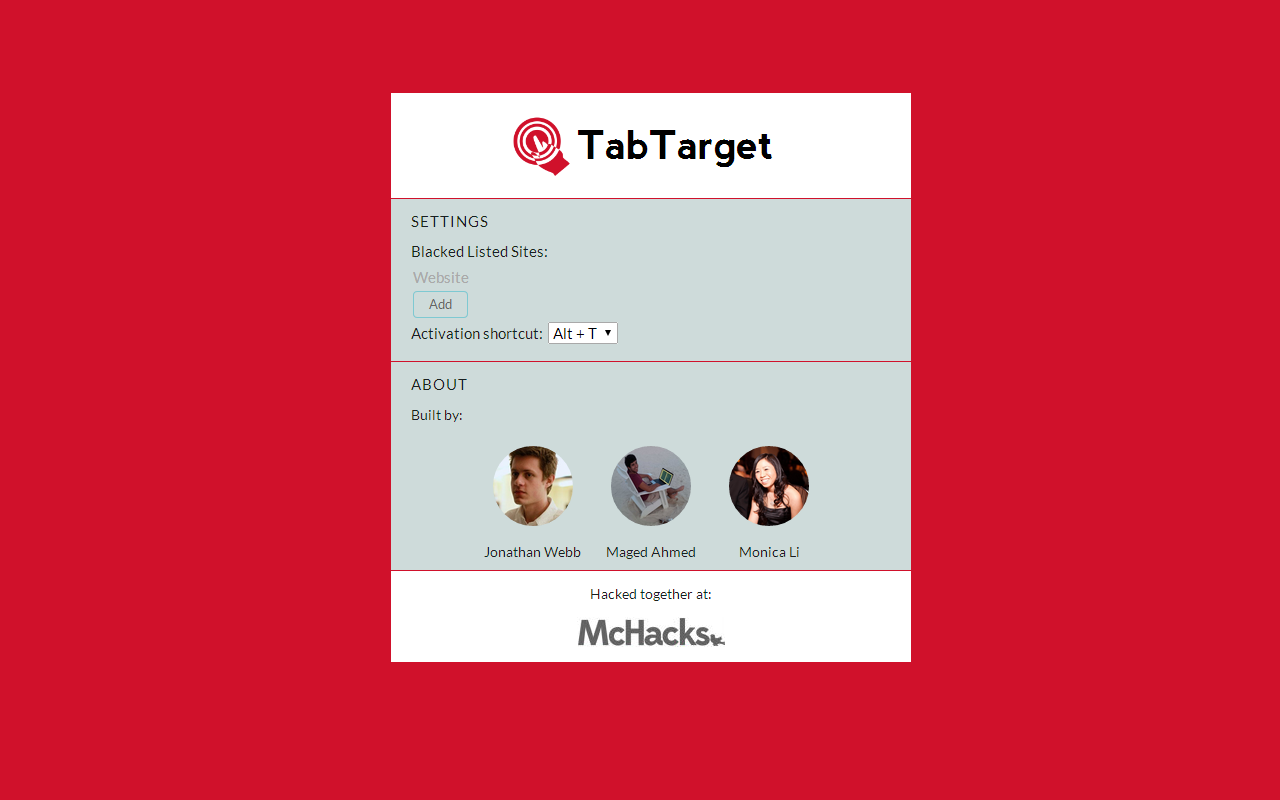 TabTarget
SETTINGS
Blacked Listed Sites:
Website
Add
Activation shortcut: Alt + T
ABOUT
Built by:
Jonathan Webb Maged Ahmed Monica Li
Hacked together at:
McHacks